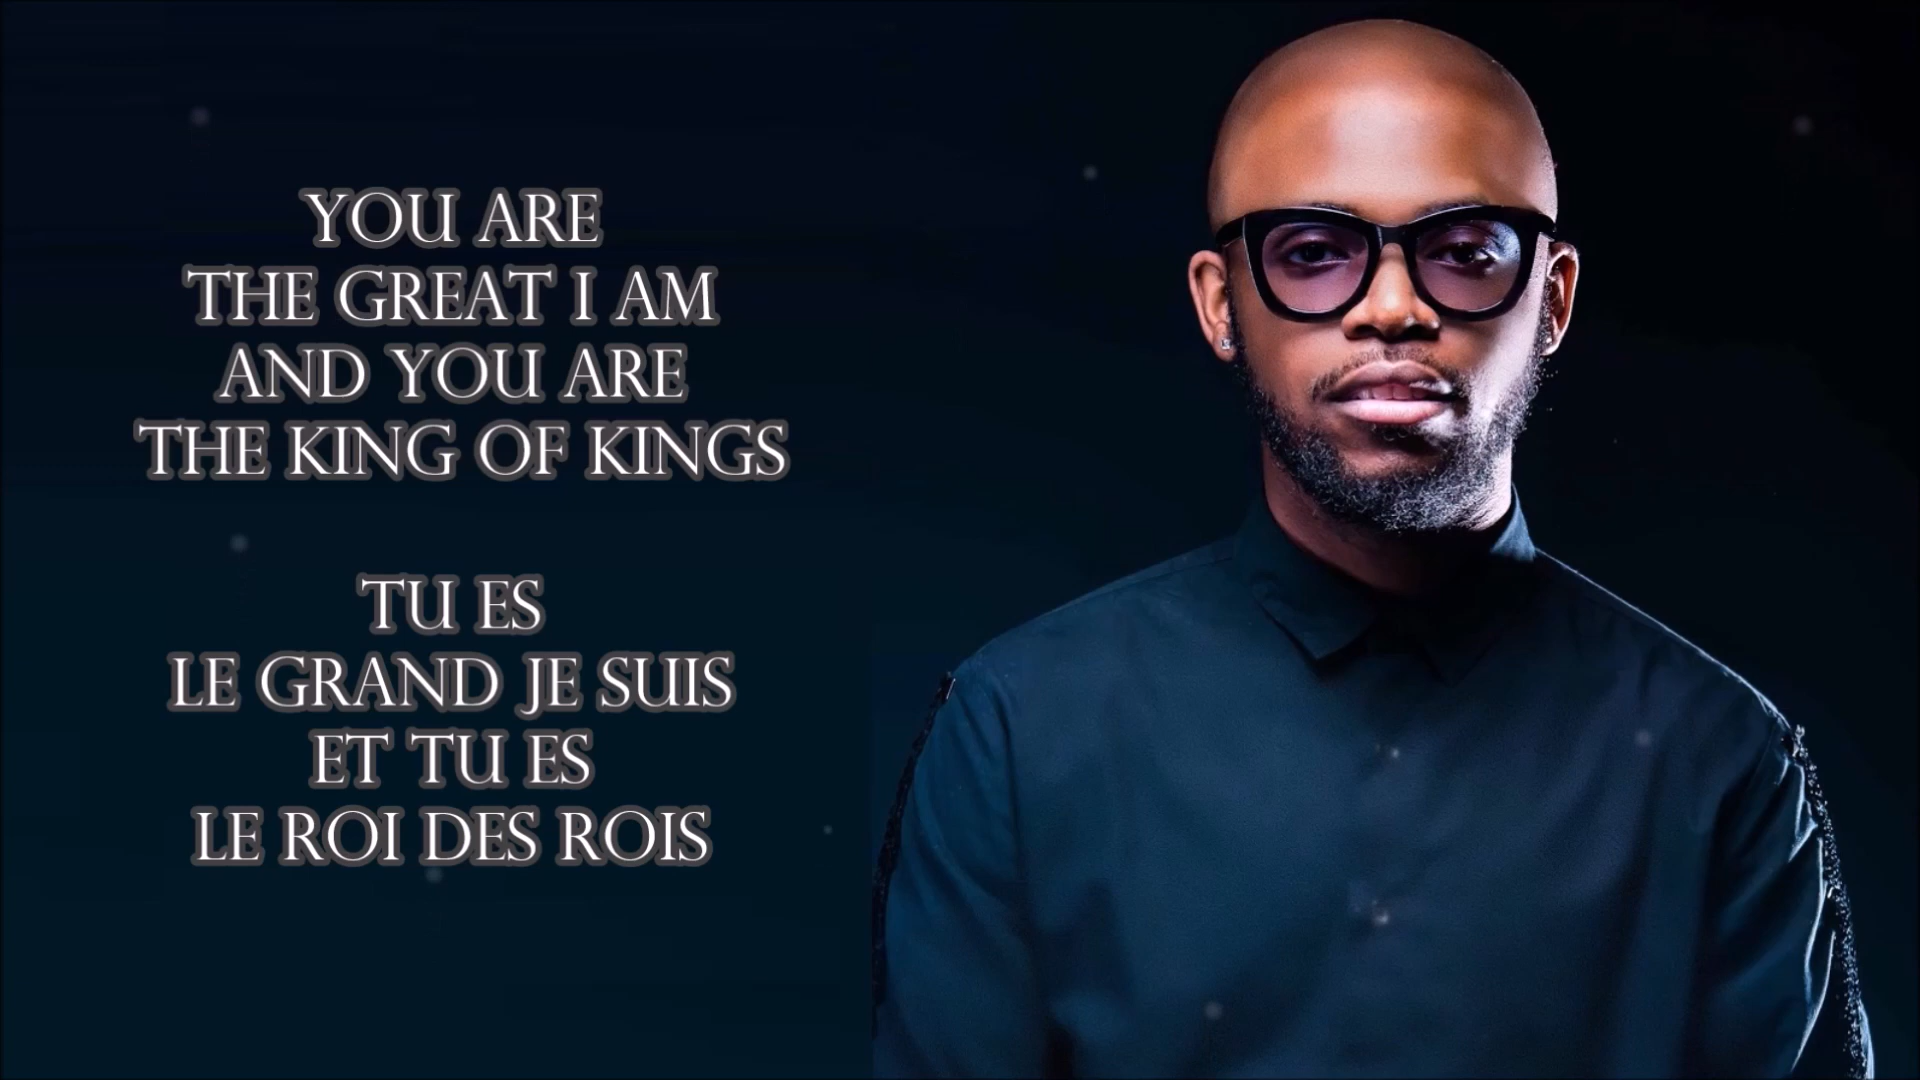 YOU ARE
THE GREAT I AM
AND YOU ARE
THE KING OF KINGS
TU ES
LE GRAND JE SUIS
ET TU ES
LE ROI DES ROIS